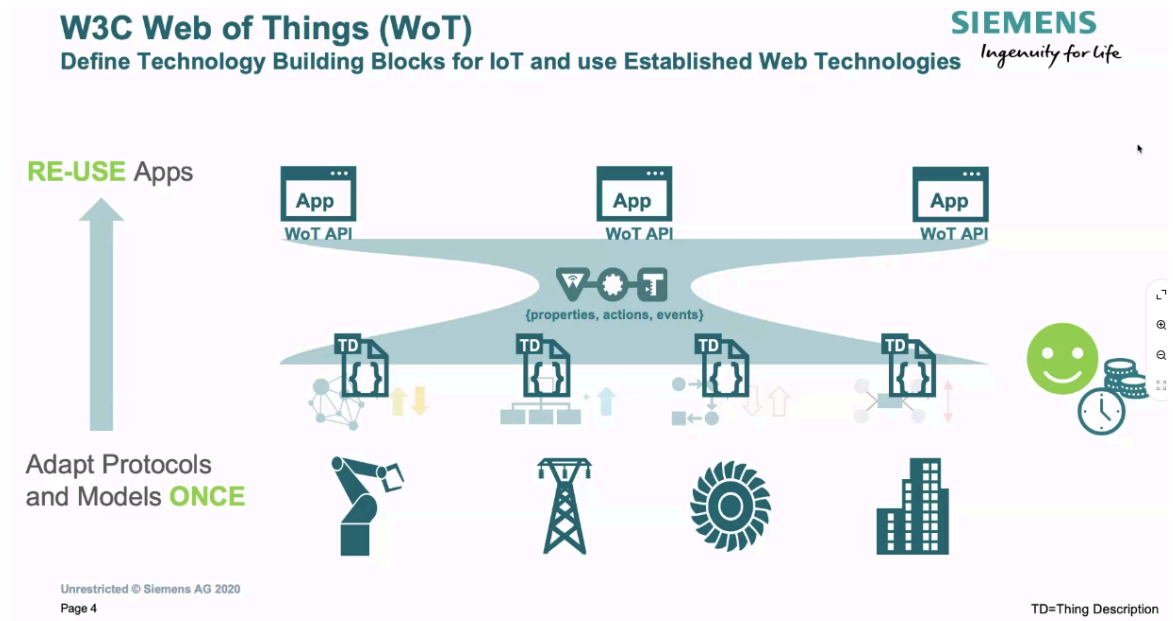 W3C Web of Things (WoT)
Define Technology Building Blocks for IoT and use Established Web Technologies
SIEMENS
Ingenuity for life
RE-USE Apps
App
App
App
WoT API
WoT API
WoT API
{properties, actions, events}
TD
TD
TD
TD
Adapt Protocols
and Models ONCE
Unrestricted © Siemens AG 2020
Page 4
TD=Thing Description